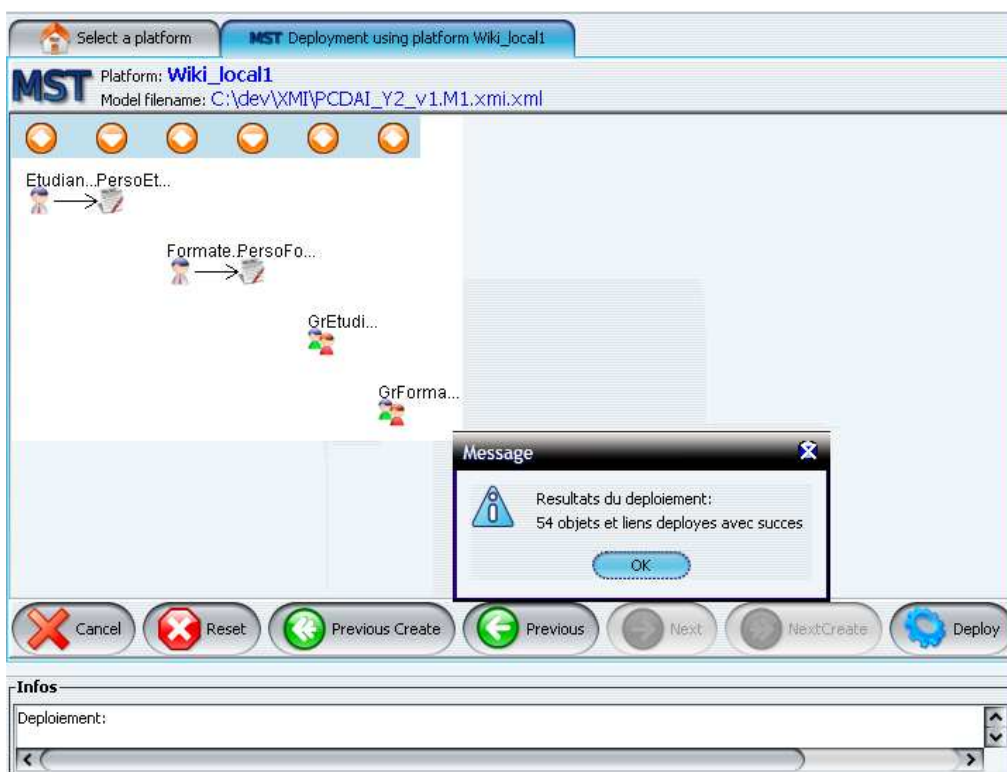 Select a platform
MST Deployment using platform Wiki_local1
MST
Platform: Wiki_local1
Model filename: C:\dev\XMI\PCDAI_Y2_v1.M1.xmi.xml
Etudian...PersoEt...
Formate.PersoFo...
GrEtudi...
GrForma...
Message
Resultats du deploiement:
54 objets et liens deployes avec succes
OK
Cancel
Reset
Previous Create
Previous
Next
NextCreate
Deploy
Infos
Deploiement: